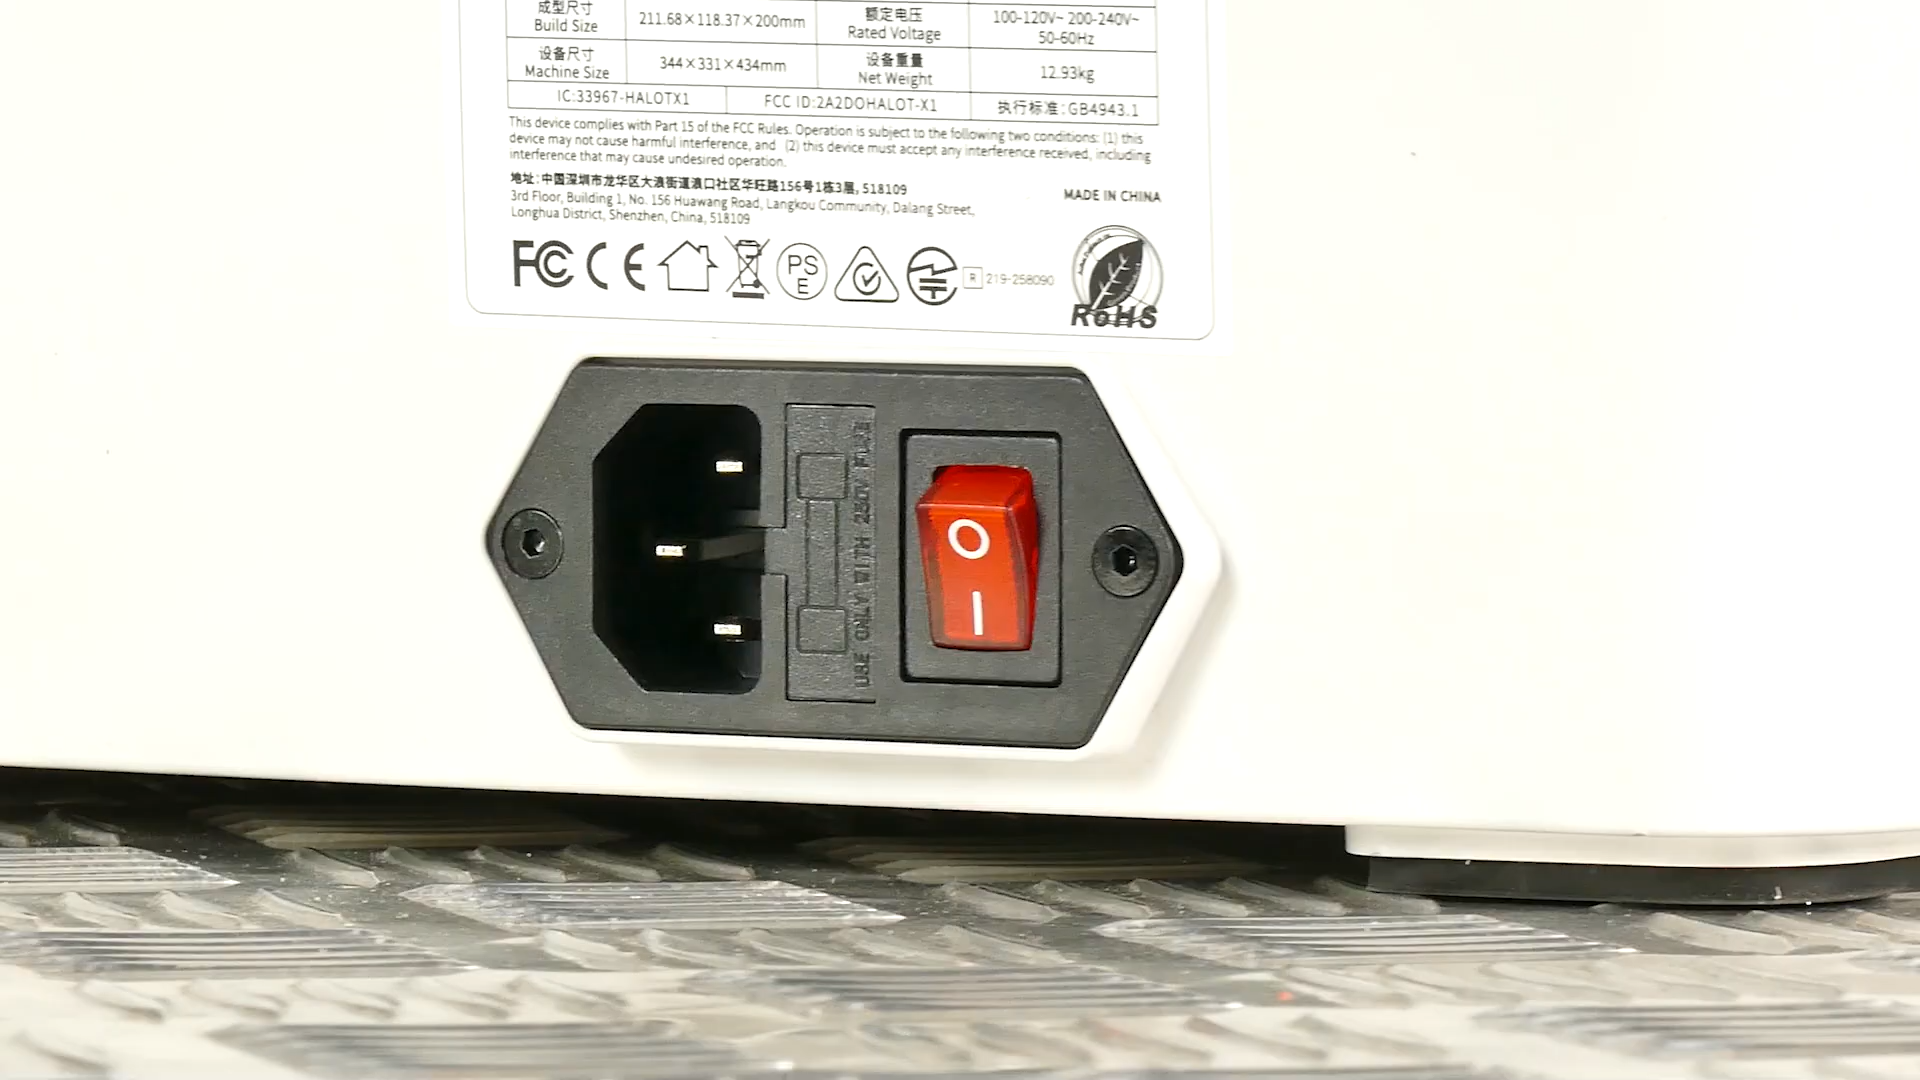 成型尺寸 211.68×118.37×200mm 额定电压 100-120V~ 200-240V~
Build Size Rated Voltage 50-60Hz
设备尺寸 344×331×434mm 设备重量 12.93kg
Machine Size Net Weight
IC:33967-HALOTX1 FCC ID:2A2DOHALOT-X1 执行标准:GB4943.1
This device complies with Part 15 of the FCC Rules. Operation is subject to the following two conditions: (1) this
device may not cause harmful interference, and (2) this device must accept any interference received, including
interference that may cause undesired operation.
地址:中国深圳市龙华区大浪街道浪口社区华旺路156号1栋3层, 518109
3rd Floor, Building 1, No. 156 Huawang Road, Langkou Community, Dalang Street,
Longhua District, Shenzhen, China, 518109
MADE IN CHINA
FC CE PS E R 219-258090
RoHS
USE ONLY WITH 250V FUSE
O
I